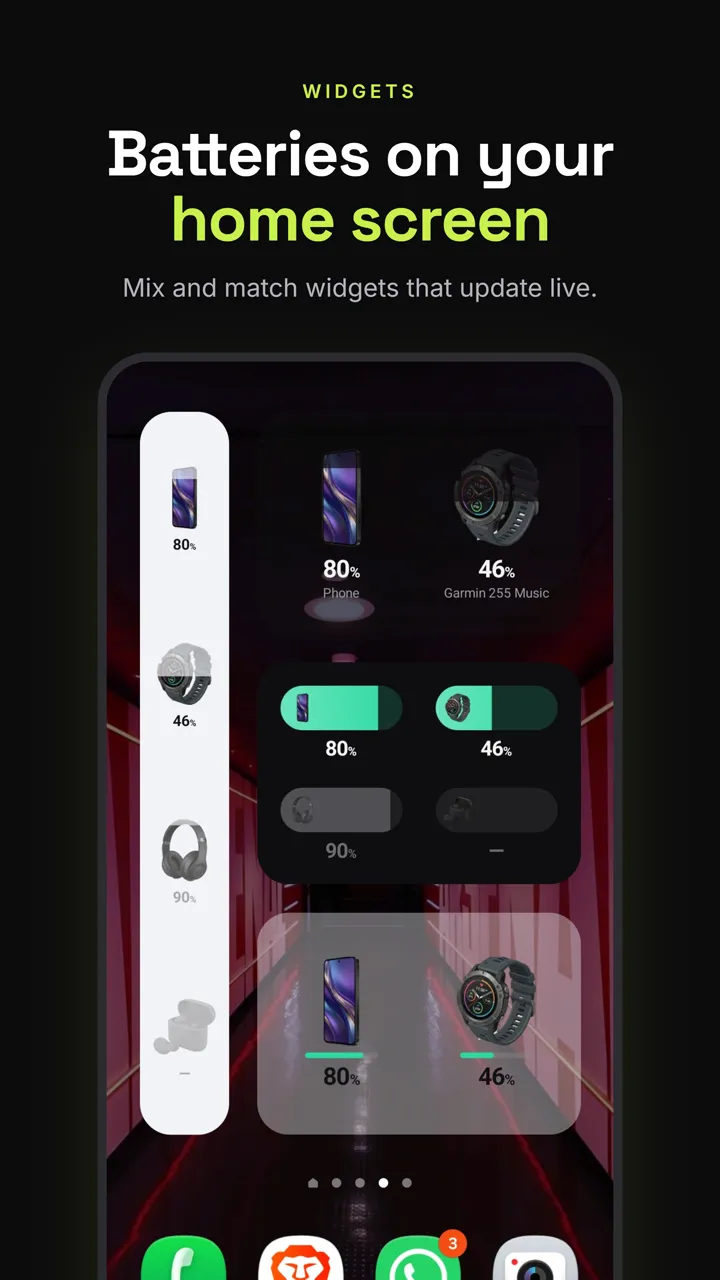 WIDGETS
Batteries on your
home screen
Mix and match widgets that update live.
80%
46%
90%
—
80%
Phone
46%
Garmin 255 Music
80%
46%
90%
—
80%
46%
3